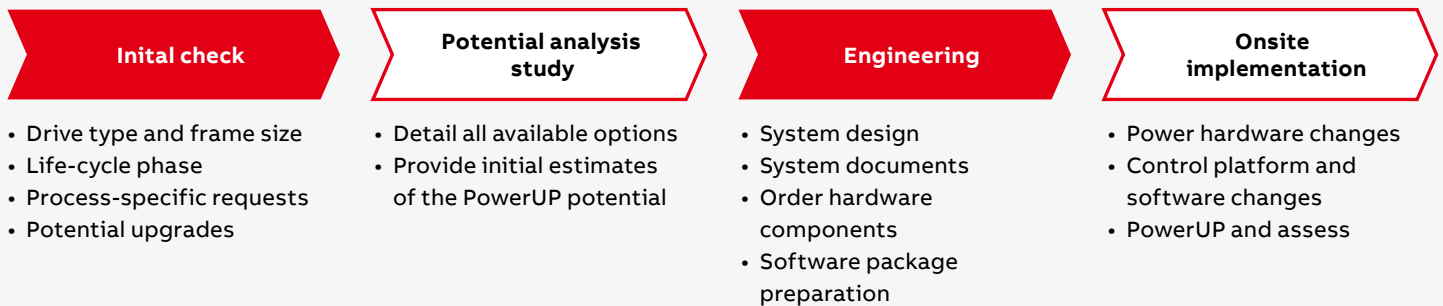 Inital check
• Drive type and frame size
• Life-cycle phase
• Process-specific requests
• Potential upgrades
Potential analysis
study
• Detail all available options
• Provide initial estimates
of the PowerUP potential
Engineering
• System design
• System documents
• Order hardware
components
• Software package
preparation
Onsite
implementation
• Power hardware changes
• Control platform and
software changes
• PowerUP and assess